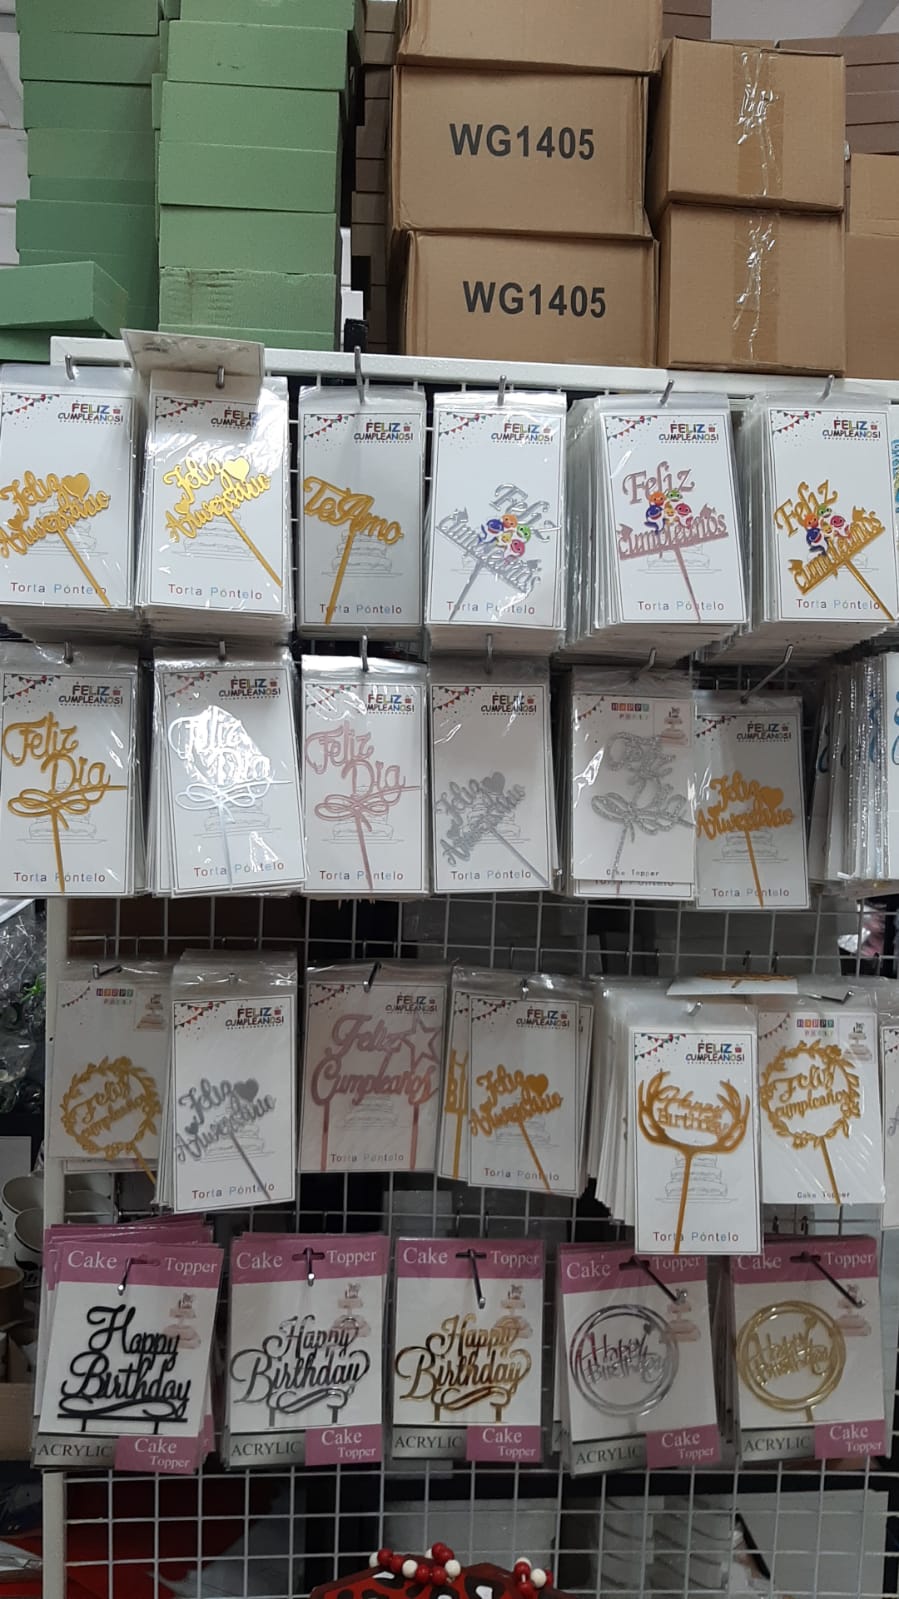 WG1405
WG1405
FELIZ
CUMPLEAÑOS!
Feliz
Aniversario
Torta Póntelo
FELIZ
CUMPLEAÑOS!
Feliz
Aniversario
Torta Póntelo
FELIZ
CUMPLEAÑOS!
Te Amo
Torta Póntelo
FELIZ
CUMPLEAÑOS!
Feliz
cumpleaños
Torta Póntelo
FELIZ
CUMPLEAÑOS!
Feliz
cumpleaños
Torta Póntelo
FELIZ
CUMPLEAÑOS!
Feliz
cumpleaños
Torta Póntelo
FELIZ
CUMPLEAÑOS!
Feliz
Dia
Torta Póntelo
FELIZ
CUMPLEAÑOS!
Feliz
Dia
Torta Póntelo
FELIZ
CUMPLEAÑOS!
Feliz
Dia
Torta Póntelo
FELIZ
CUMPLEAÑOS!
Feliz
Aniversario
Torta Póntelo
HAPPY
PARTY
Feliz
Dia
Cake Topper
FELIZ
CUMPLEAÑOS!
Feliz
Aniversario
Torta Póntelo
HAPPY
PARTY
Feliz
cumpleaños
FELIZ
CUMPLEAÑOS!
Feliz
Aniversario
Torta Póntelo
FELIZ
CUMPLEAÑOS!
Feliz
Cumpleaños
Torta Póntelo
FELIZ
CUMPLEAÑOS!
Feliz
Aniversario
Torta Póntelo
FELIZ
CUMPLEAÑOS!
Happy
Birthday
Torta Póntelo
HAPPY
PARTY
Feliz
cumpleaños
Cake Topper
Cake Topper
Happy
Birthday
ACRYLIC Cake
Topper
Cake Topper
Happy
Birthday
ACRYLIC Cake
Topper
Cake Topper
Happy
Birthday
ACRYLIC Cake
Topper
Cake Topper
Happy
Birthday
ACRYLIC Cake
Topper
Cake Topper
Happy
Birthday
ACRYLIC Cake
Topper